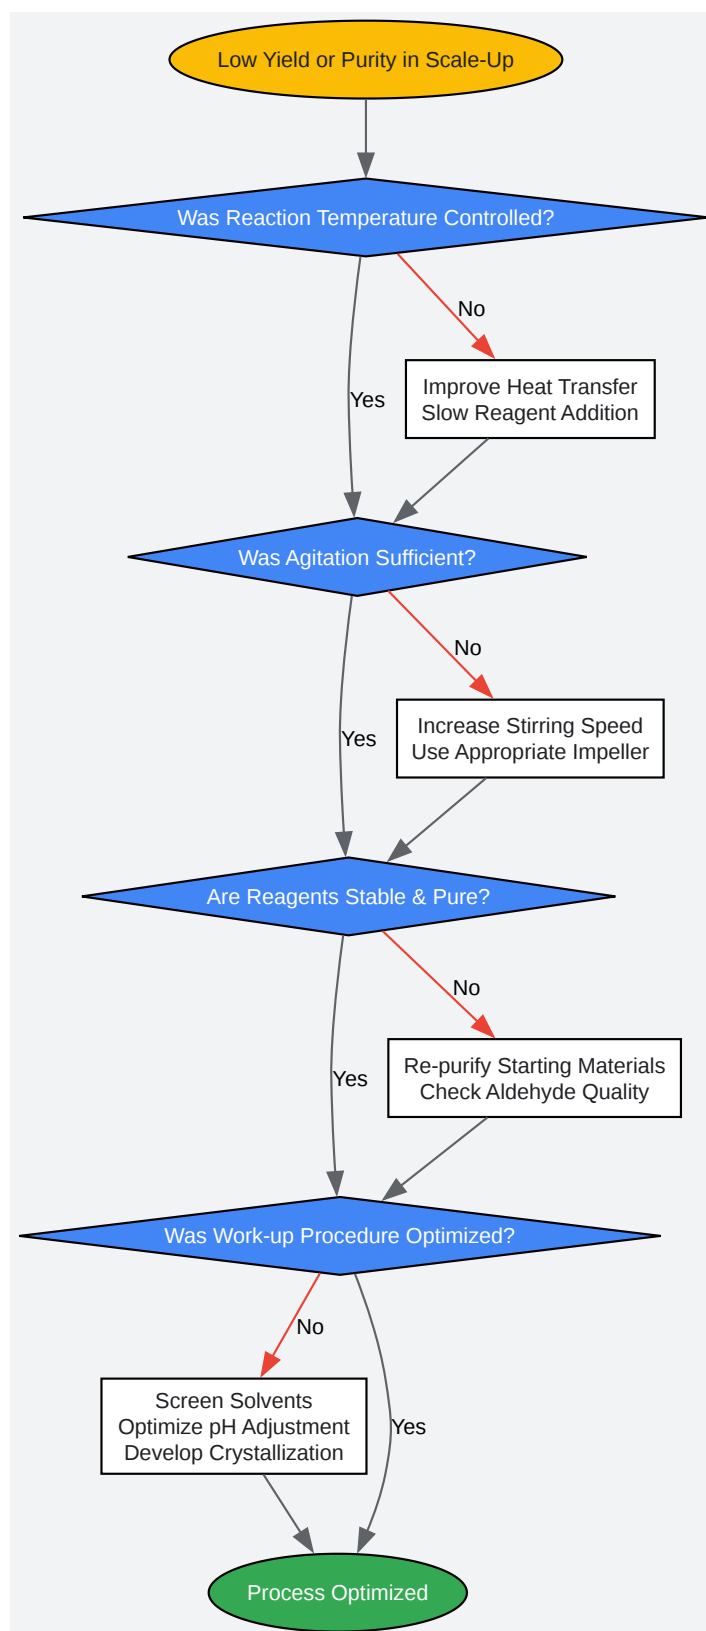 Low Yield or Purity in Scale-Up
Was Reaction Temperature Controlled?
No
Yes
Improve Heat Transfer
Slow Reagent Addition
Was Agitation Sufficient?
No
Yes
Increase Stirring Speed
Use Appropriate Impeller
Are Reagents Stable & Pure?
No
Yes
Re-purify Starting Materials
Check Aldehyde Quality
Was Work-up Procedure Optimized?
No
Yes
Screen Solvents
Optimize pH Adjustment
Develop Crystallization
Process Optimized